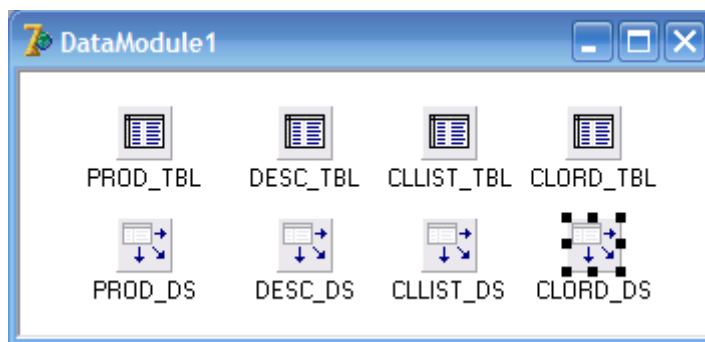 DataModule1
PROD_TBL DESC_TBL CLLIST_TBL CLORD_TBL
PROD_DS DESC_DS CLLIST_DS CLORD_DS